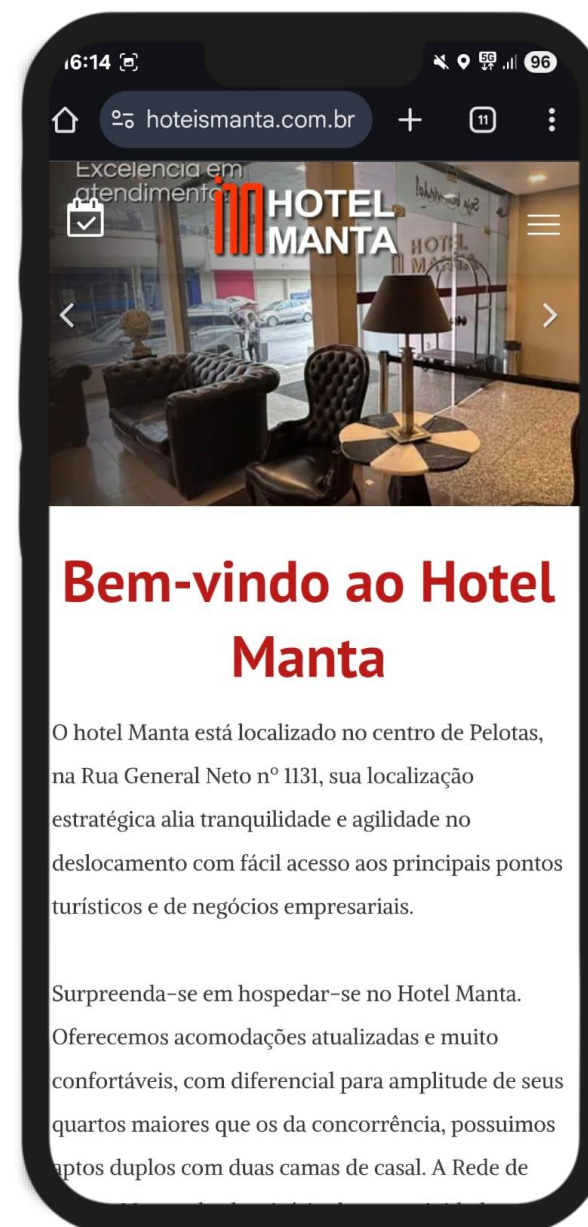 16:14
5G
96
hoteismanta.com.br
11
Excelência em
atendimento
HOTEL
MANTA
HOTEL
MANTA
Bem-vindo ao Hotel
Manta
O hotel Manta está localizado no centro de Pelotas,
na Rua General Neto nº 1131, sua localização
estratégica alia tranquilidade e agilidade no
deslocamento com fácil acesso aos principais pontos
turísticos e de negócios empresariais.
Surpreenda-se em hospedar-se no Hotel Manta.
Oferecemos acomodações atualizadas e muito
confortáveis, com diferencial para amplitude de seus
quartos maiores que os da concorrência, possuimos
aptos duplos com duas camas de casal. A Rede de